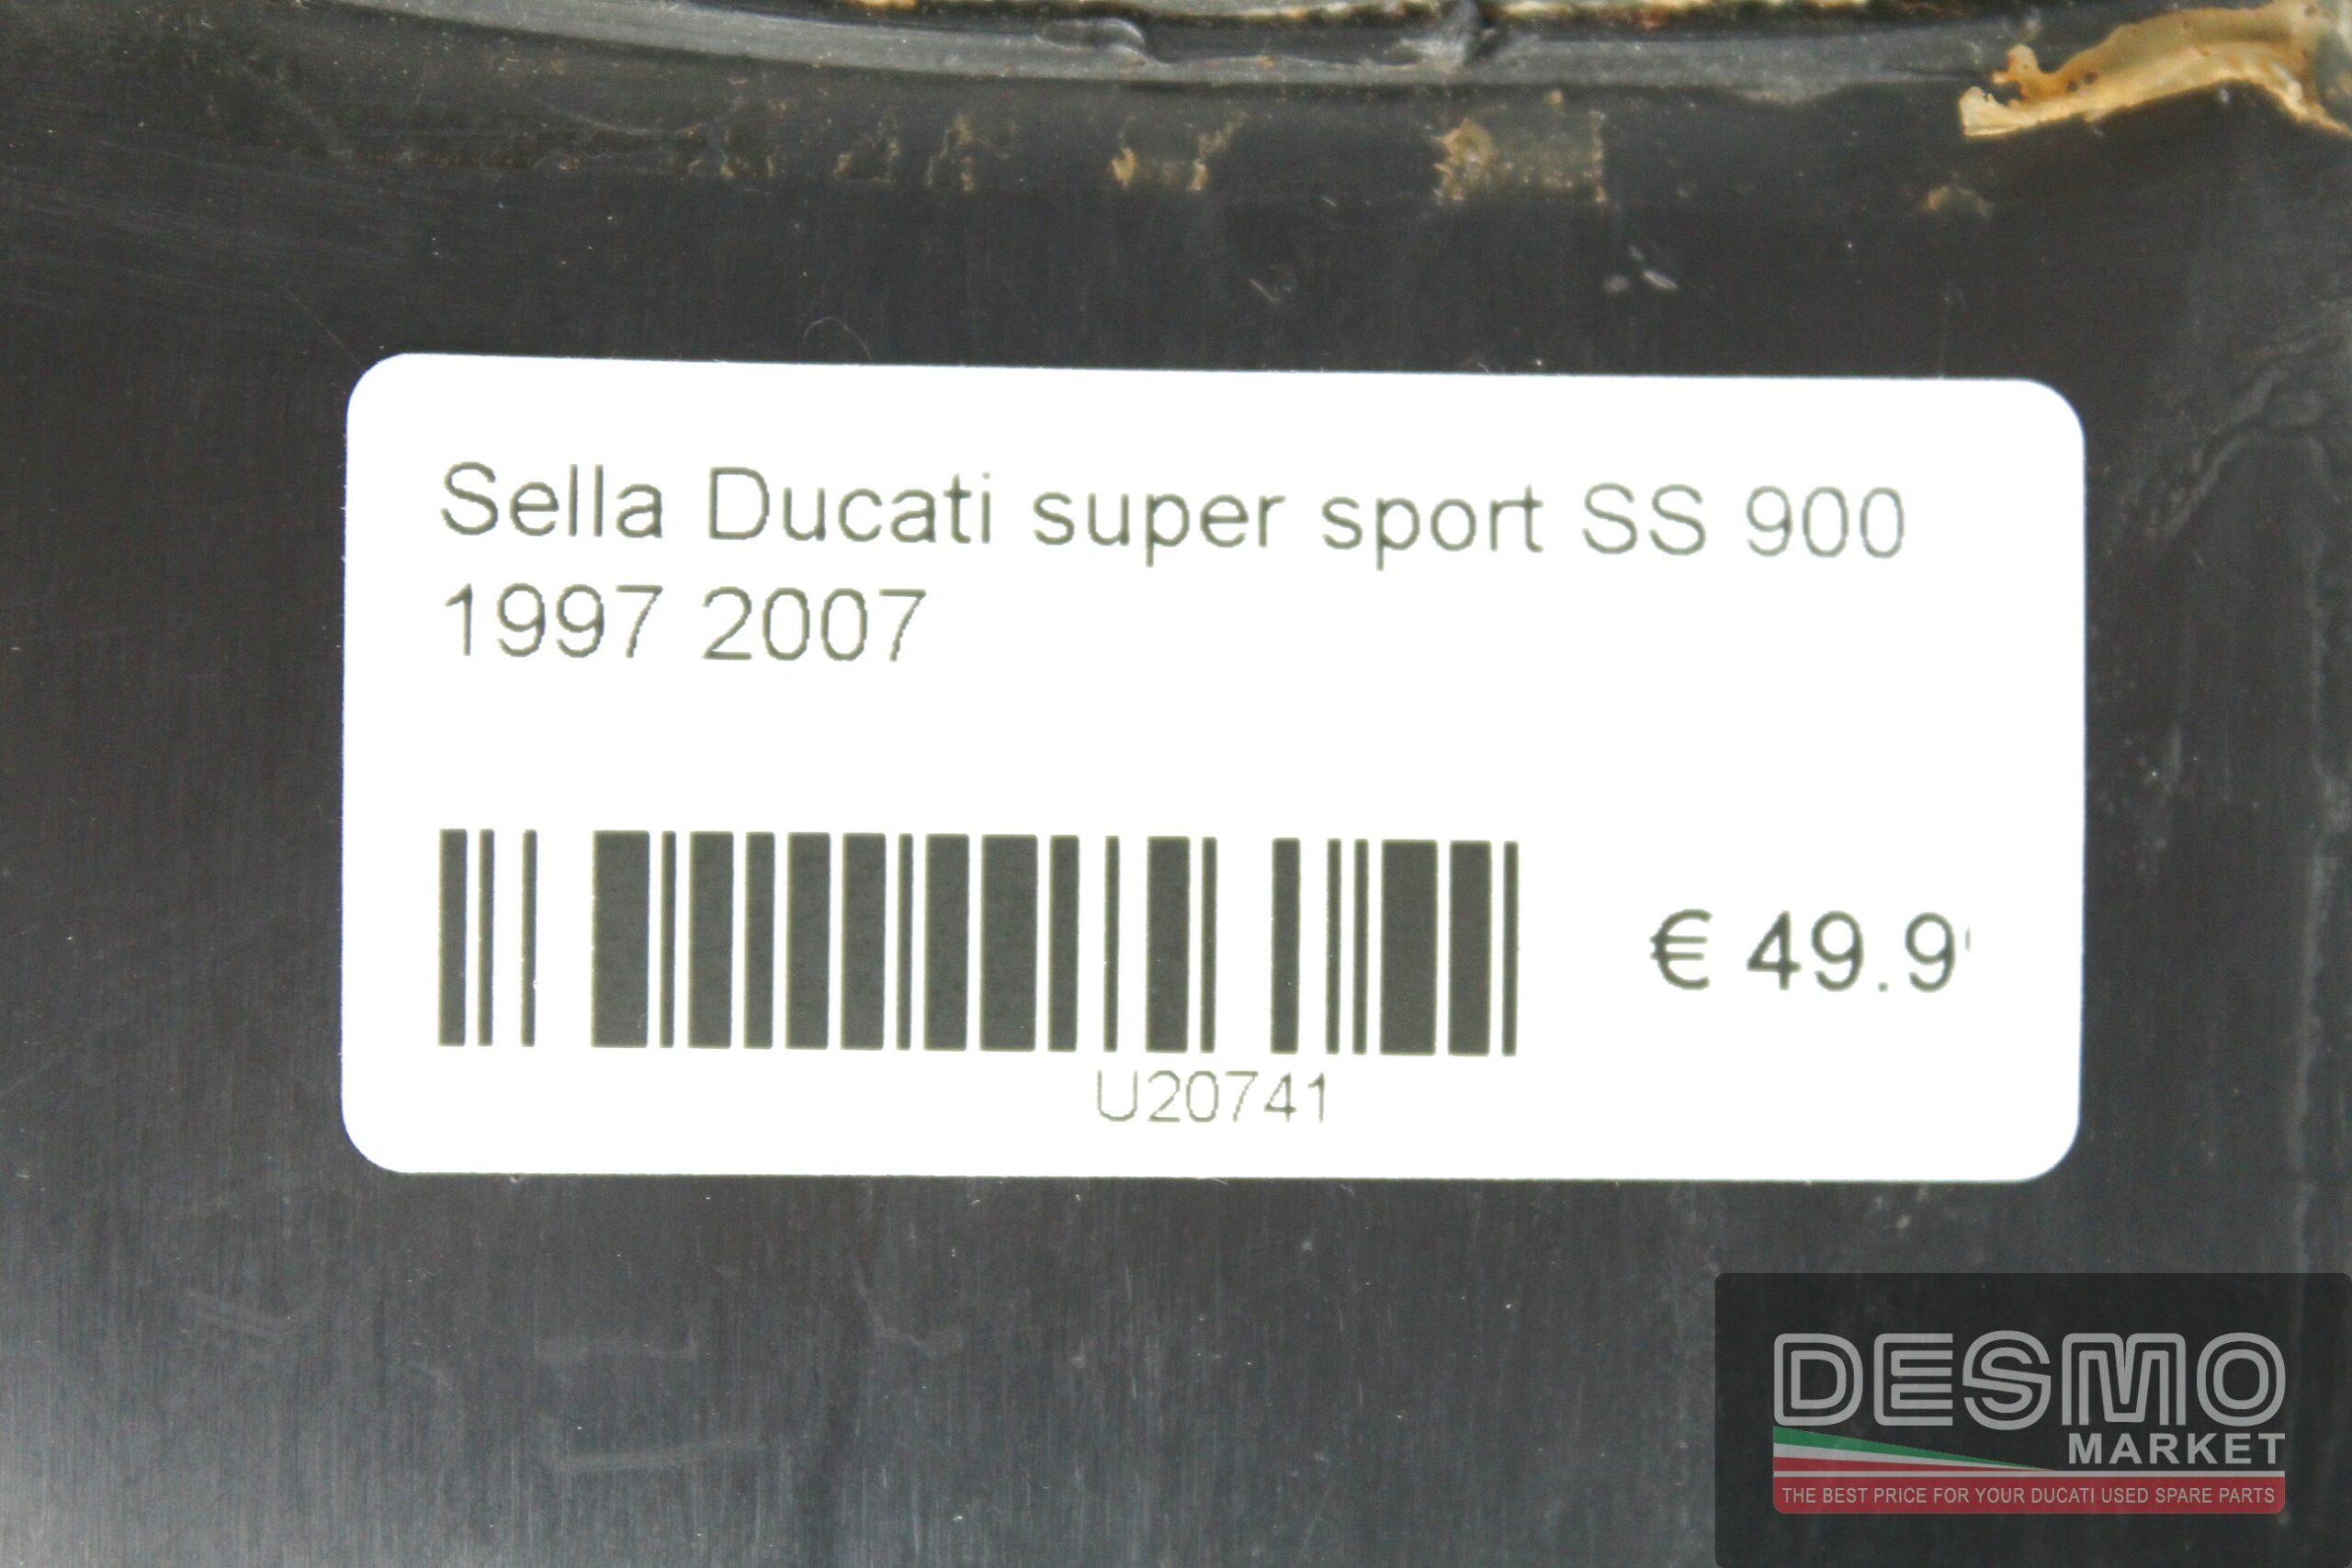 Sella Ducati super sport SS 900
1997 2007
€ 49.9
U20741
DESMO
MARKET
THE BEST PRICE FOR YOUR DUCATI USED SPARE PARTS